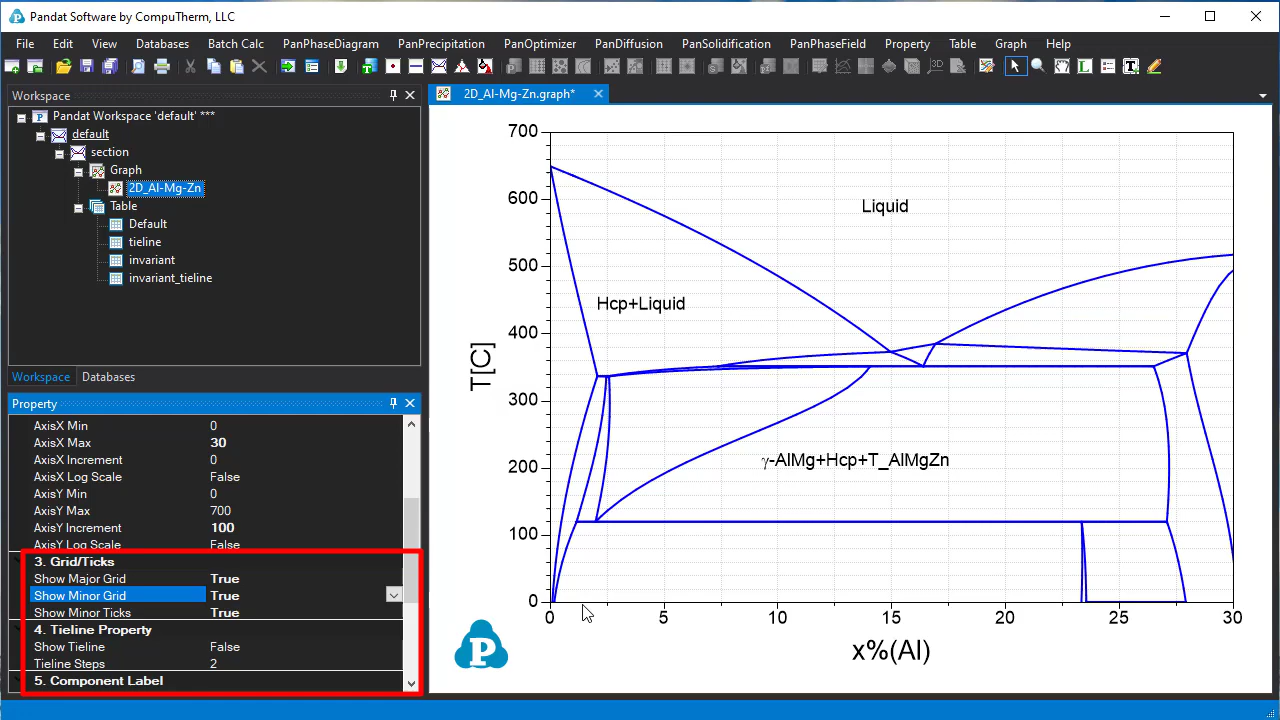 Pandat Software by CompuTherm, LLC
File Edit View Databases Batch Calc PanPhaseDiagram PanPrecipitation PanOptimizer PanDiffusion PanSolidification PanPhaseField Property Table Graph Help
Workspace
2D_Al-Mg-Zn.graph*
Pandat Workspace 'default' ***
default
section
Graph
2D_Al-Mg-Zn
Table
Default
tieline
invariant
invariant_tieline
Workspace Databases
Property
AxisX Min 0
AxisX Max 30
AxisX Increment 0
AxisX Log Scale False
AxisY Min 0
AxisY Max 700
AxisY Increment 100
AxisY Log Scale False
3. Grid/Ticks
Show Major Grid True
Show Minor Grid True
Show Minor Ticks True
4. Tieline Property
Show Tieline False
Tieline Steps 2
5. Component Label
700
600
500
400
300
200
100
0
T[C]
Liquid
Hcp+Liquid
γ-AlMg+Hcp+T_AlMgZn
0 5 10 15 20 25 30
x%(Al)
P